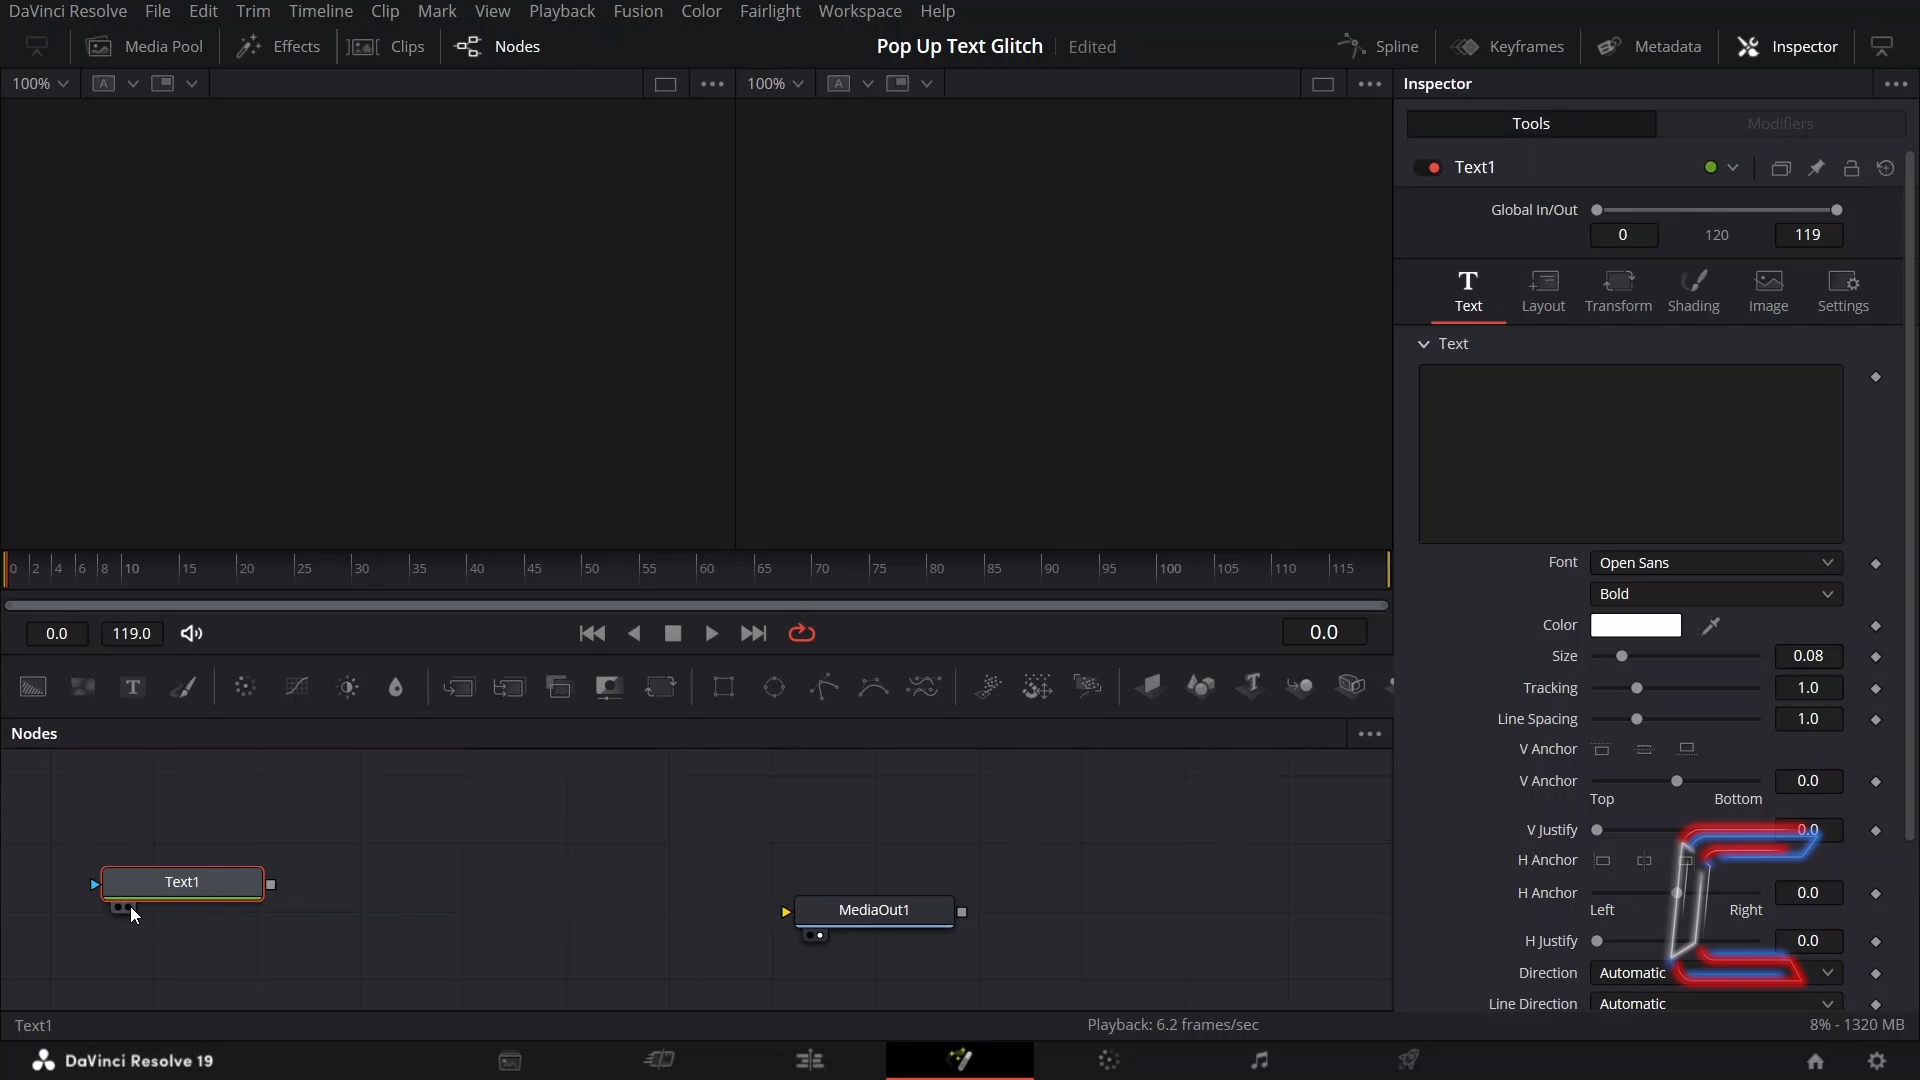 DaVinci Resolve File Edit Trim Timeline Clip Mark View Playback Fusion Color Fairlight Workspace Help
Media Pool Effects Clips Nodes Pop Up Text Glitch Edited Spline Keyframes Metadata Inspector
100% A 100% A Inspector
Tools Modifiers
Text1
Global In/Out
0 120 119
T
Text Layout Transform Shading Image Settings
Text
0 2 4 6 8 10 15 20 25 30 35 40 45 50 55 60 65 70 75 80 85 90 95 100 105 110 115
Font Open Sans
Bold
0.0 119.0 0.0
Color
Size 0.08
Tracking 1.0
Line Spacing 1.0
Nodes
V Anchor
V Anchor 0.0
Top Bottom
V Justify 0.0
H Anchor
H Anchor 0.0
Left Right
H Justify 0.0
Direction Automatic
Line Direction Automatic
Text1
MediaOut1
Text1 Playback: 6.2 frames/sec 8% - 1320 MB
DaVinci Resolve 19